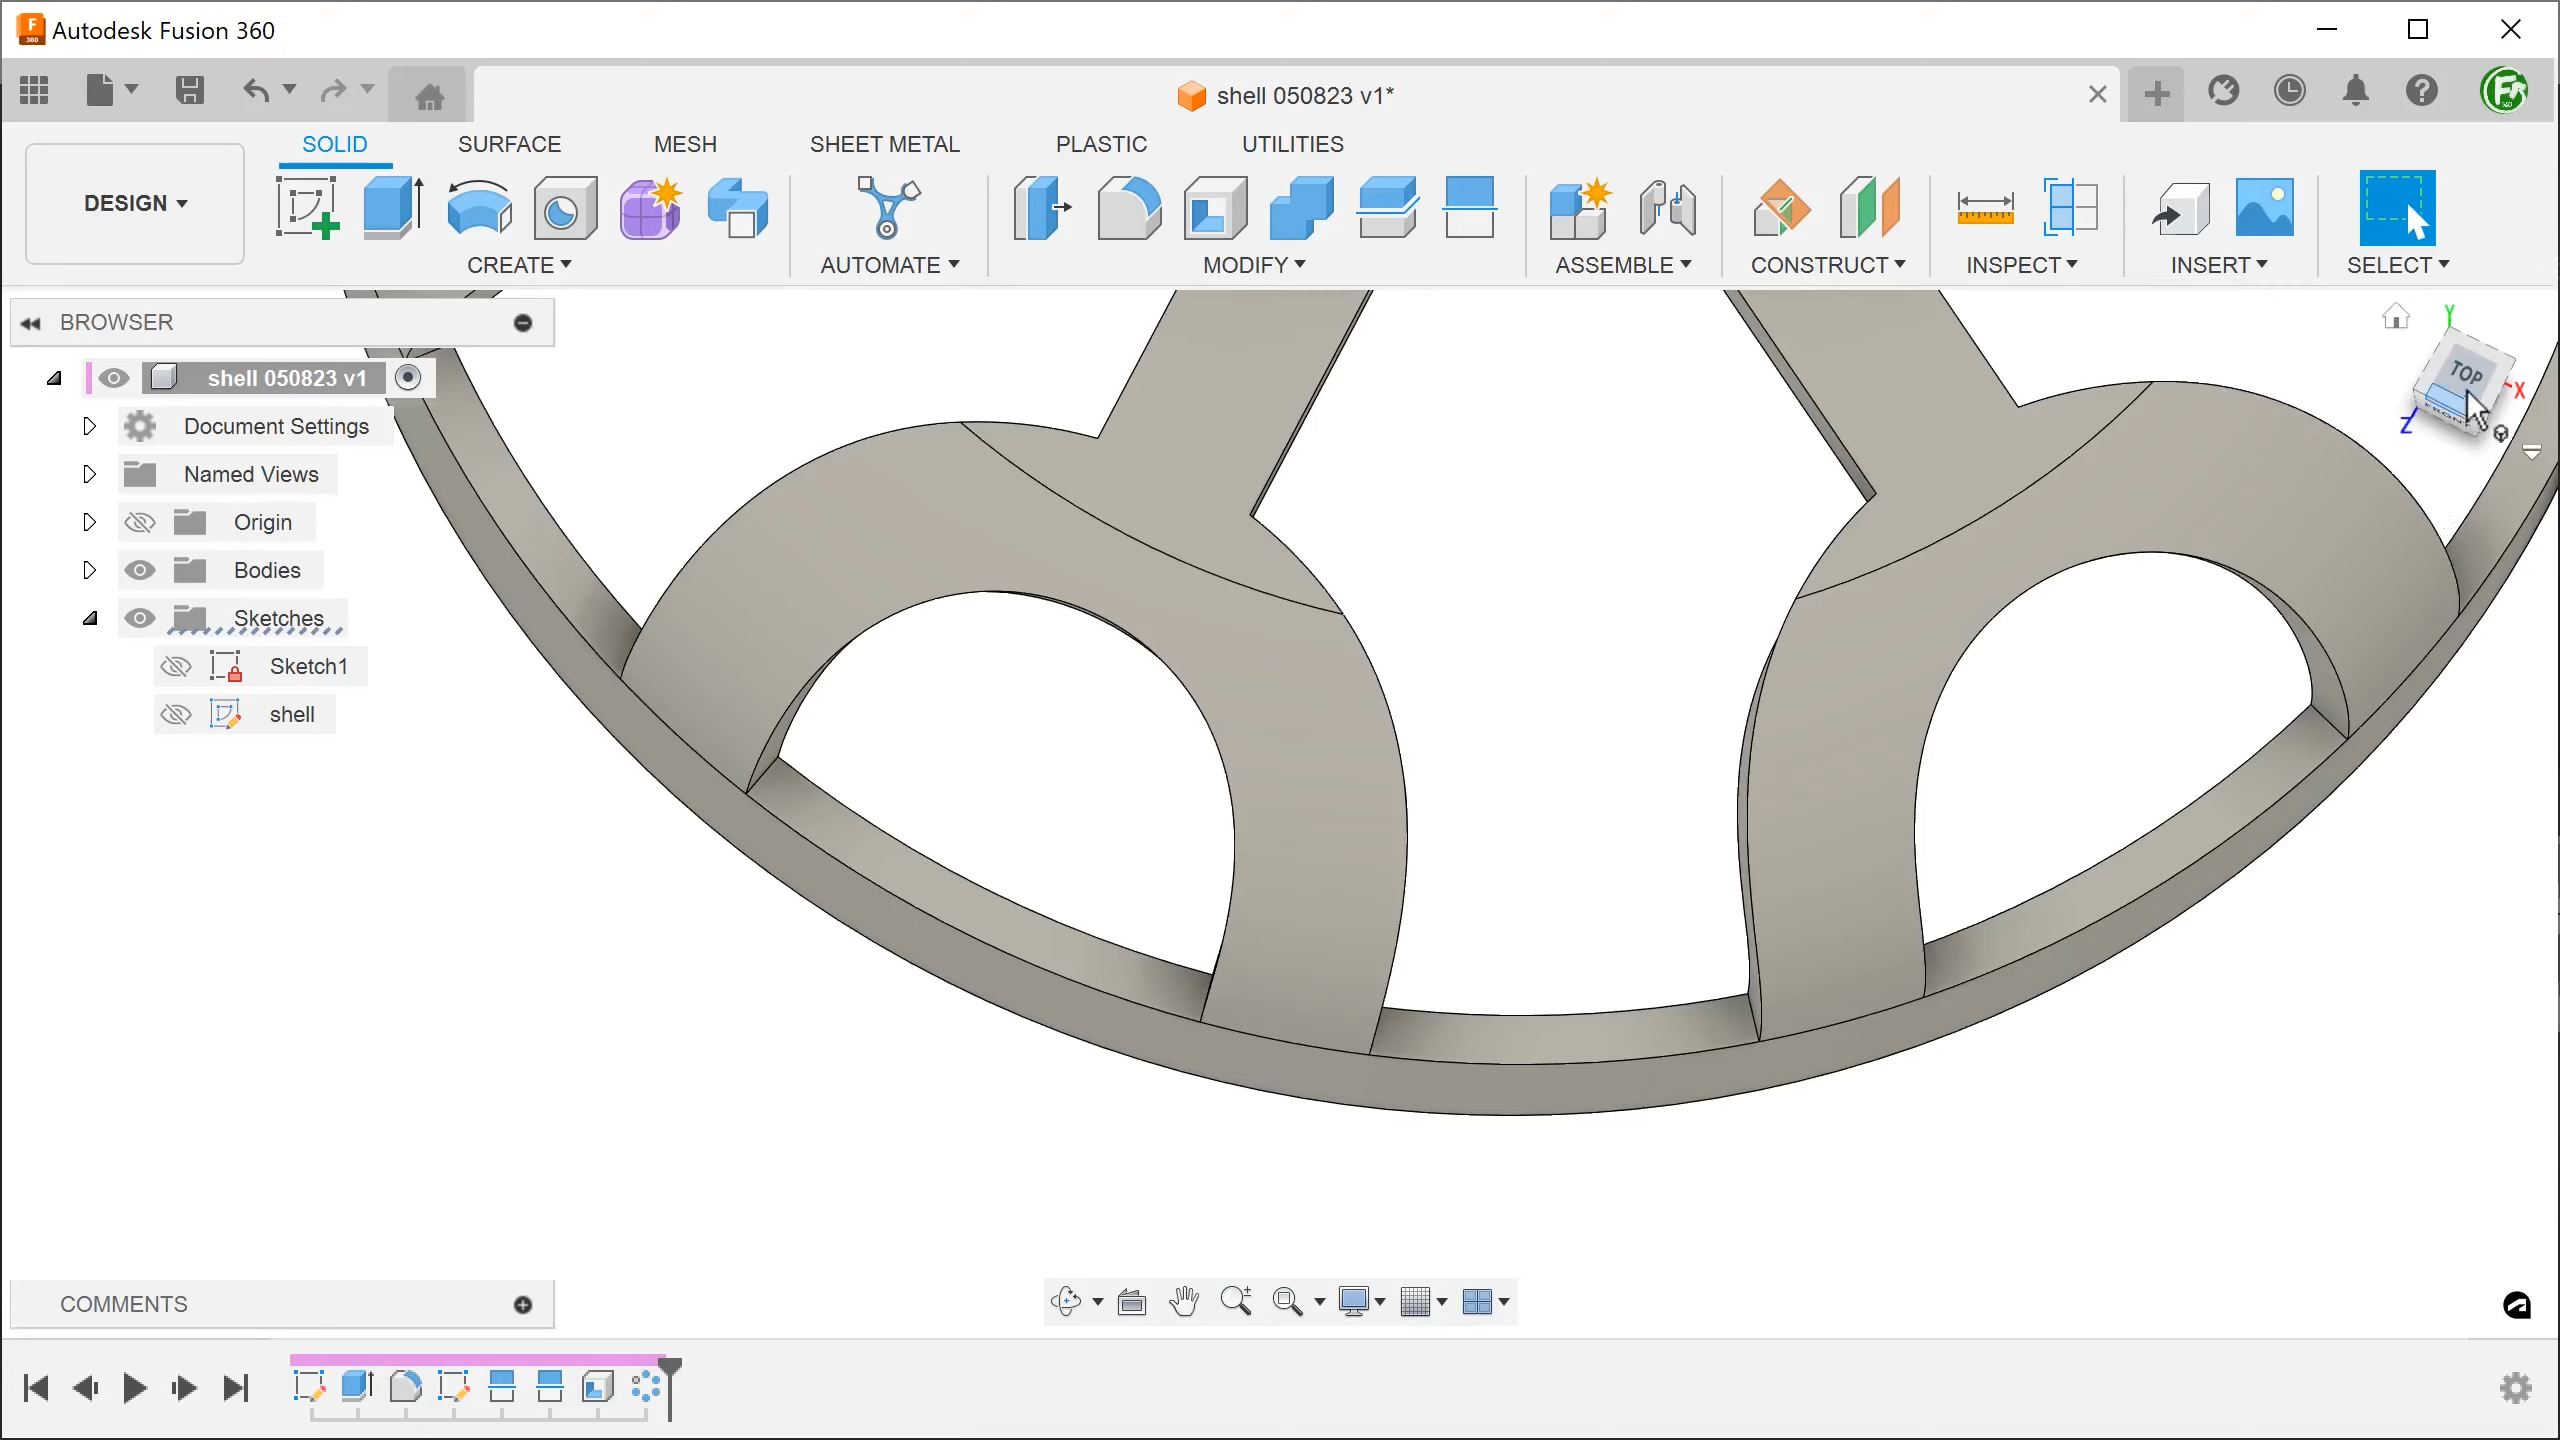 Autodesk Fusion 360
shell 050823 v1*
SOLID SURFACE MESH SHEET METAL PLASTIC UTILITIES
DESIGN
CREATE AUTOMATE MODIFY ASSEMBLE CONSTRUCT INSPECT INSERT SELECT
BROWSER
shell 050823 v1
Document Settings
Named Views
Origin
Bodies
Sketches
Sketch1
shell
Y
TOP
X
Z
COMMENTS